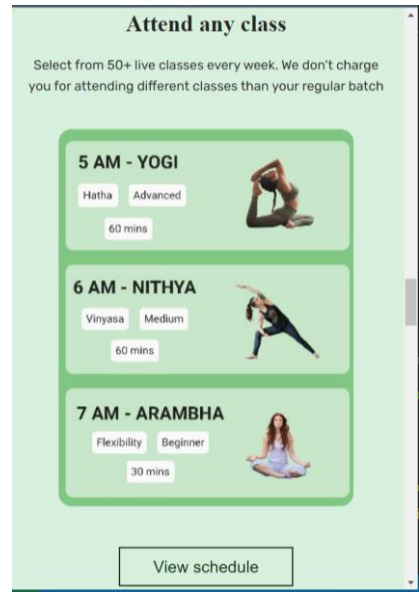 Attend any class
Select from 50+ live classes every week. We don't charge
you for attending different classes than your regular batch
5 AM - YOGI
Hatha Advanced
60 mins
6 AM - NITHYA
Vinyasa Medium
60 mins
7 AM - ARAMBHA
Flexibility Beginner
30 mins
View schedule